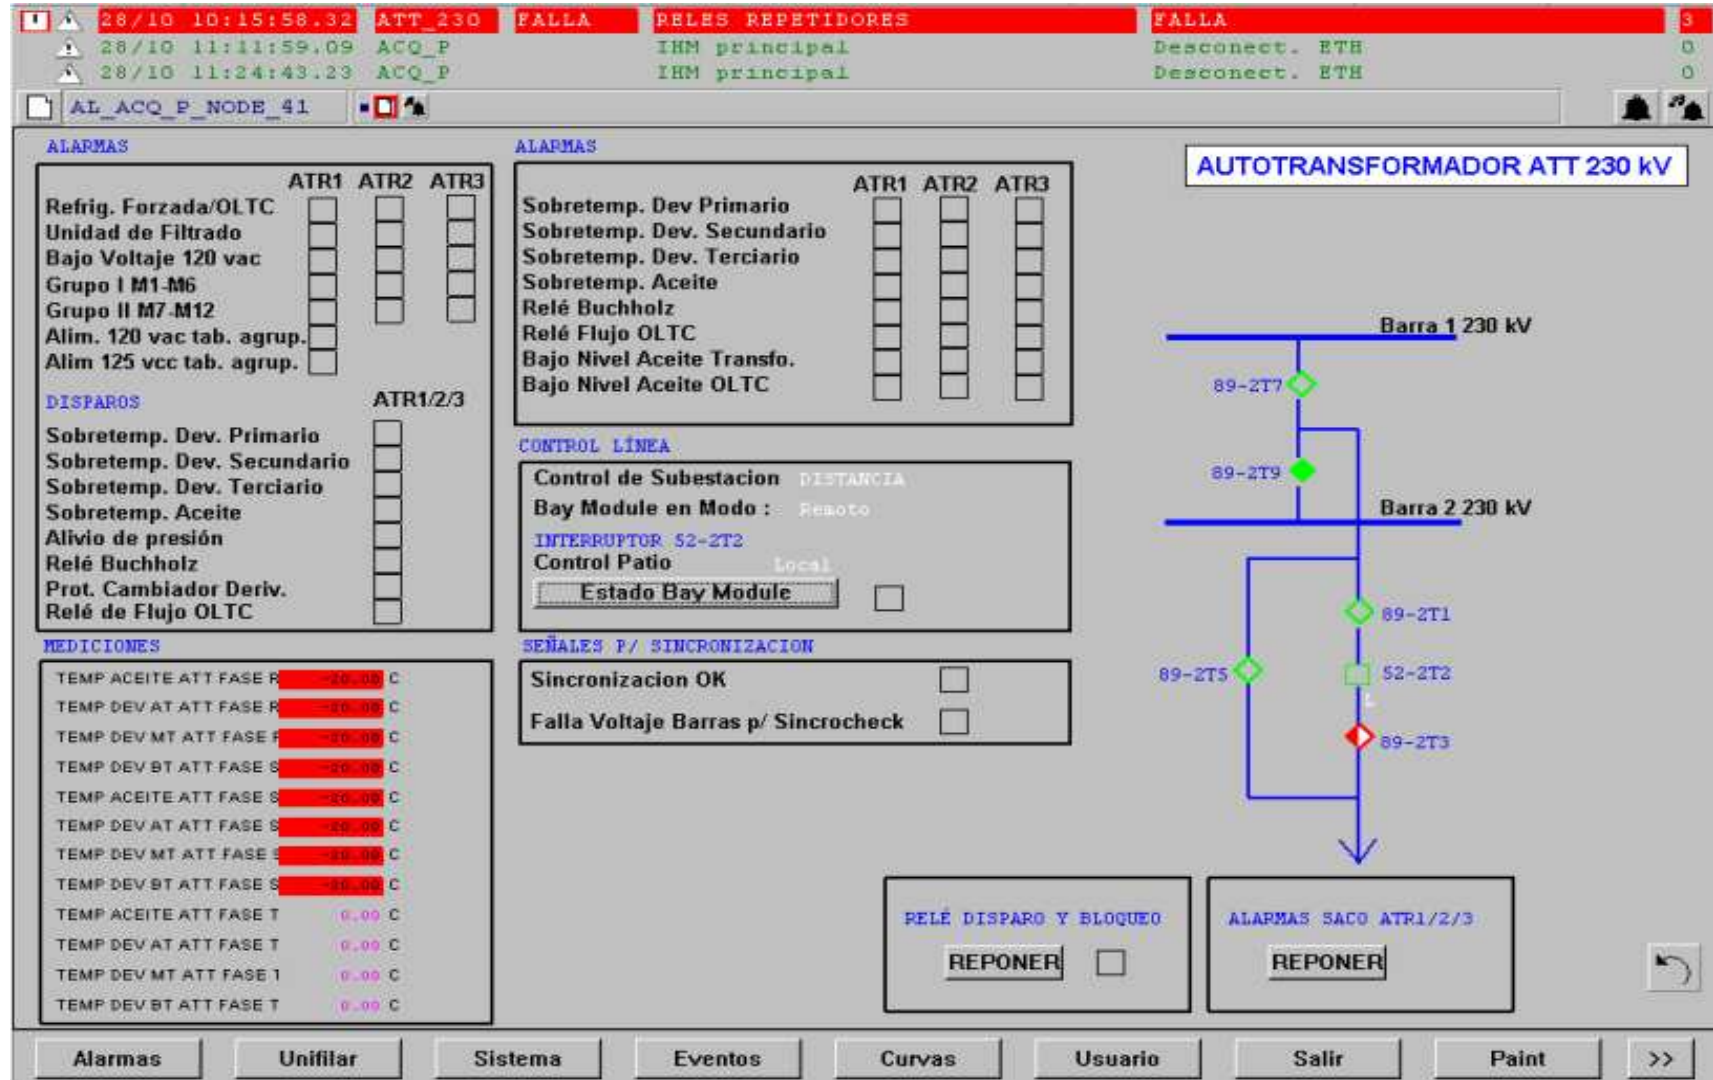 28/10 10:15:58.32 ATT_230 FALLA RELES REPETIDORES FALLA 3
28/10 11:11:59.09 ACQ_P IHM principal Desconect. ETH 0
28/10 11:24:43.23 ACQ_P IHM principal Desconect. ETH 0
AL_ACQ_P_NODE_41
ALARMAS
ATR1 ATR2 ATR3
Refrig. Forzada/OLTC
Unidad de Filtrado
Bajo Voltaje 120 vac
Grupo I M1-M6
Grupo II M7-M12
Alim. 120 vac tab. agrup.
Alim 125 vcc tab. agrup.
DISPAROS ATR1/2/3
Sobretemp. Dev. Primario
Sobretemp. Dev. Secundario
Sobretemp. Dev. Terciario
Sobretemp. Aceite
Alivio de presión
Relé Buchholz
Prot. Cambiador Deriv.
Relé de Flujo OLTC
MEDICIONES
TEMP ACEITE ATT FASE R -20.00 C
TEMP DEV AT ATT FASE R -20.00 C
TEMP DEV MT ATT FASE -20.00 C
TEMP DEV BT ATT FASE S -20.00 C
TEMP ACEITE ATT FASE S -20.00 C
TEMP DEV AT ATT FASE S -20.00 C
TEMP DEV MT ATT FASE -20.00 C
TEMP DEV BT ATT FASE S -20.00 C
TEMP ACEITE ATT FASE T 0.00 C
TEMP DEV AT ATT FASE T 0.00 C
TEMP DEV MT ATT FASE T 0.00 C
TEMP DEV BT ATT FASE T 0.00 C
ALARMAS
ATR1 ATR2 ATR3
Sobretemp. Dev Primario
Sobretemp. Dev. Secundario
Sobretemp. Dev. Terciario
Sobretemp. Aceite
Relé Buchholz
Relé Flujo OLTC
Bajo Nivel Aceite Transfo.
Bajo Nivel Aceite OLTC
CONTROL LÍNEA
Control de Subestacion DISTANCIA
Bay Module en Modo : Remoto
INTERRUPTOR 52-2T2
Control Patio Local
Estado Bay Module
SEÑALES P/ SINCRONIZACION
Sincronizacion OK
Falla Voltaje Barras p/ Sincrocheck
AUTOTRANSFORMADOR ATT 230 kV
Barra 1 230 kV
89-2T7
89-2T9
Barra 2 230 kV
89-2T1
89-2T5
52-2T2
L
89-2T3
RELÉ DISPARO Y BLOQUEO
REPONER
ALARMAS SACO ATR1/2/3
REPONER
Alarmas Unifilar Sistema Eventos Curvas Usuario Salir Paint >>